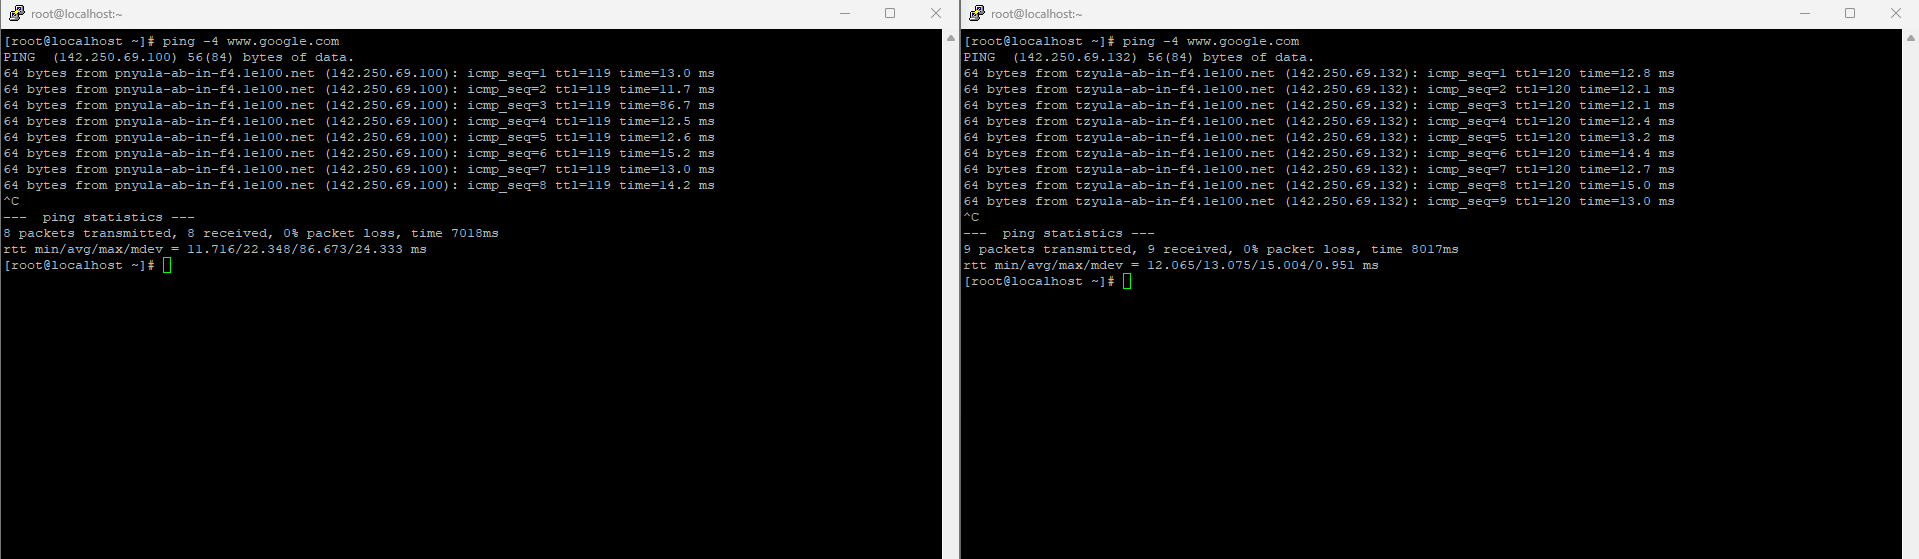 root@localhost:~
[root@localhost ~]# ping -4 www.google.com
PING  (142.250.69.100) 56(84) bytes of data.
64 bytes from pnyula-ab-in-f4.1e100.net (142.250.69.100): icmp_seq=1 ttl=119 time=13.0 ms
64 bytes from pnyula-ab-in-f4.1e100.net (142.250.69.100): icmp_seq=2 ttl=119 time=11.7 ms
64 bytes from pnyula-ab-in-f4.1e100.net (142.250.69.100): icmp_seq=3 ttl=119 time=86.7 ms
64 bytes from pnyula-ab-in-f4.1e100.net (142.250.69.100): icmp_seq=4 ttl=119 time=12.5 ms
64 bytes from pnyula-ab-in-f4.1e100.net (142.250.69.100): icmp_seq=5 ttl=119 time=12.6 ms
64 bytes from pnyula-ab-in-f4.1e100.net (142.250.69.100): icmp_seq=6 ttl=119 time=15.2 ms
64 bytes from pnyula-ab-in-f4.1e100.net (142.250.69.100): icmp_seq=7 ttl=119 time=13.0 ms
64 bytes from pnyula-ab-in-f4.1e100.net (142.250.69.100): icmp_seq=8 ttl=119 time=14.2 ms
^C
---  ping statistics ---
8 packets transmitted, 8 received, 0% packet loss, time 7018ms
rtt min/avg/max/mdev = 11.716/22.348/86.673/24.333 ms
[root@localhost ~]#
root@localhost:~
[root@localhost ~]# ping -4 www.google.com
PING  (142.250.69.132) 56(84) bytes of data.
64 bytes from tzyula-ab-in-f4.1e100.net (142.250.69.132): icmp_seq=1 ttl=120 time=12.8 ms
64 bytes from tzyula-ab-in-f4.1e100.net (142.250.69.132): icmp_seq=2 ttl=120 time=12.1 ms
64 bytes from tzyula-ab-in-f4.1e100.net (142.250.69.132): icmp_seq=3 ttl=120 time=12.1 ms
64 bytes from tzyula-ab-in-f4.1e100.net (142.250.69.132): icmp_seq=4 ttl=120 time=12.4 ms
64 bytes from tzyula-ab-in-f4.1e100.net (142.250.69.132): icmp_seq=5 ttl=120 time=13.2 ms
64 bytes from tzyula-ab-in-f4.1e100.net (142.250.69.132): icmp_seq=6 ttl=120 time=14.4 ms
64 bytes from tzyula-ab-in-f4.1e100.net (142.250.69.132): icmp_seq=7 ttl=120 time=12.7 ms
64 bytes from tzyula-ab-in-f4.1e100.net (142.250.69.132): icmp_seq=8 ttl=120 time=15.0 ms
64 bytes from tzyula-ab-in-f4.1e100.net (142.250.69.132): icmp_seq=9 ttl=120 time=13.0 ms
^C
---  ping statistics ---
9 packets transmitted, 9 received, 0% packet loss, time 8017ms
rtt min/avg/max/mdev = 12.065/13.075/15.004/0.951 ms
[root@localhost ~]#